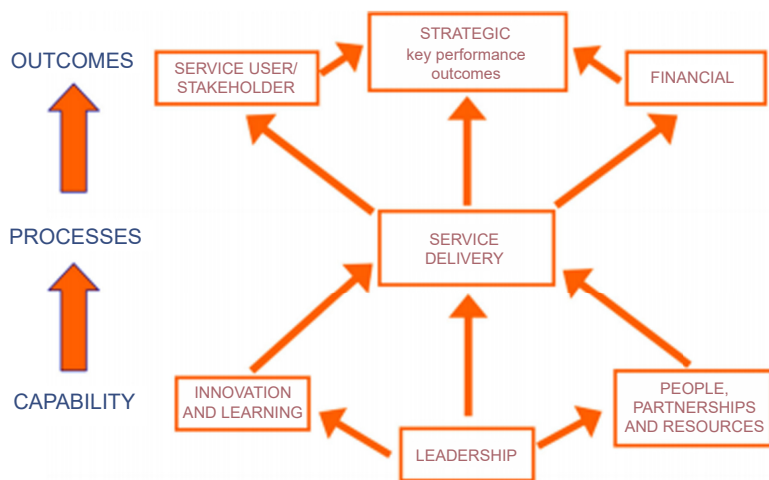 OUTCOMES
STRATEGIC
key performance
outcomes
SERVICE USER/
STAKEHOLDER
FINANCIAL
PROCESSES
SERVICE
DELIVERY
CAPABILITY
INNOVATION
AND LEARNING
LEADERSHIP
PEOPLE,
PARTNERSHIPS
AND RESOURCES